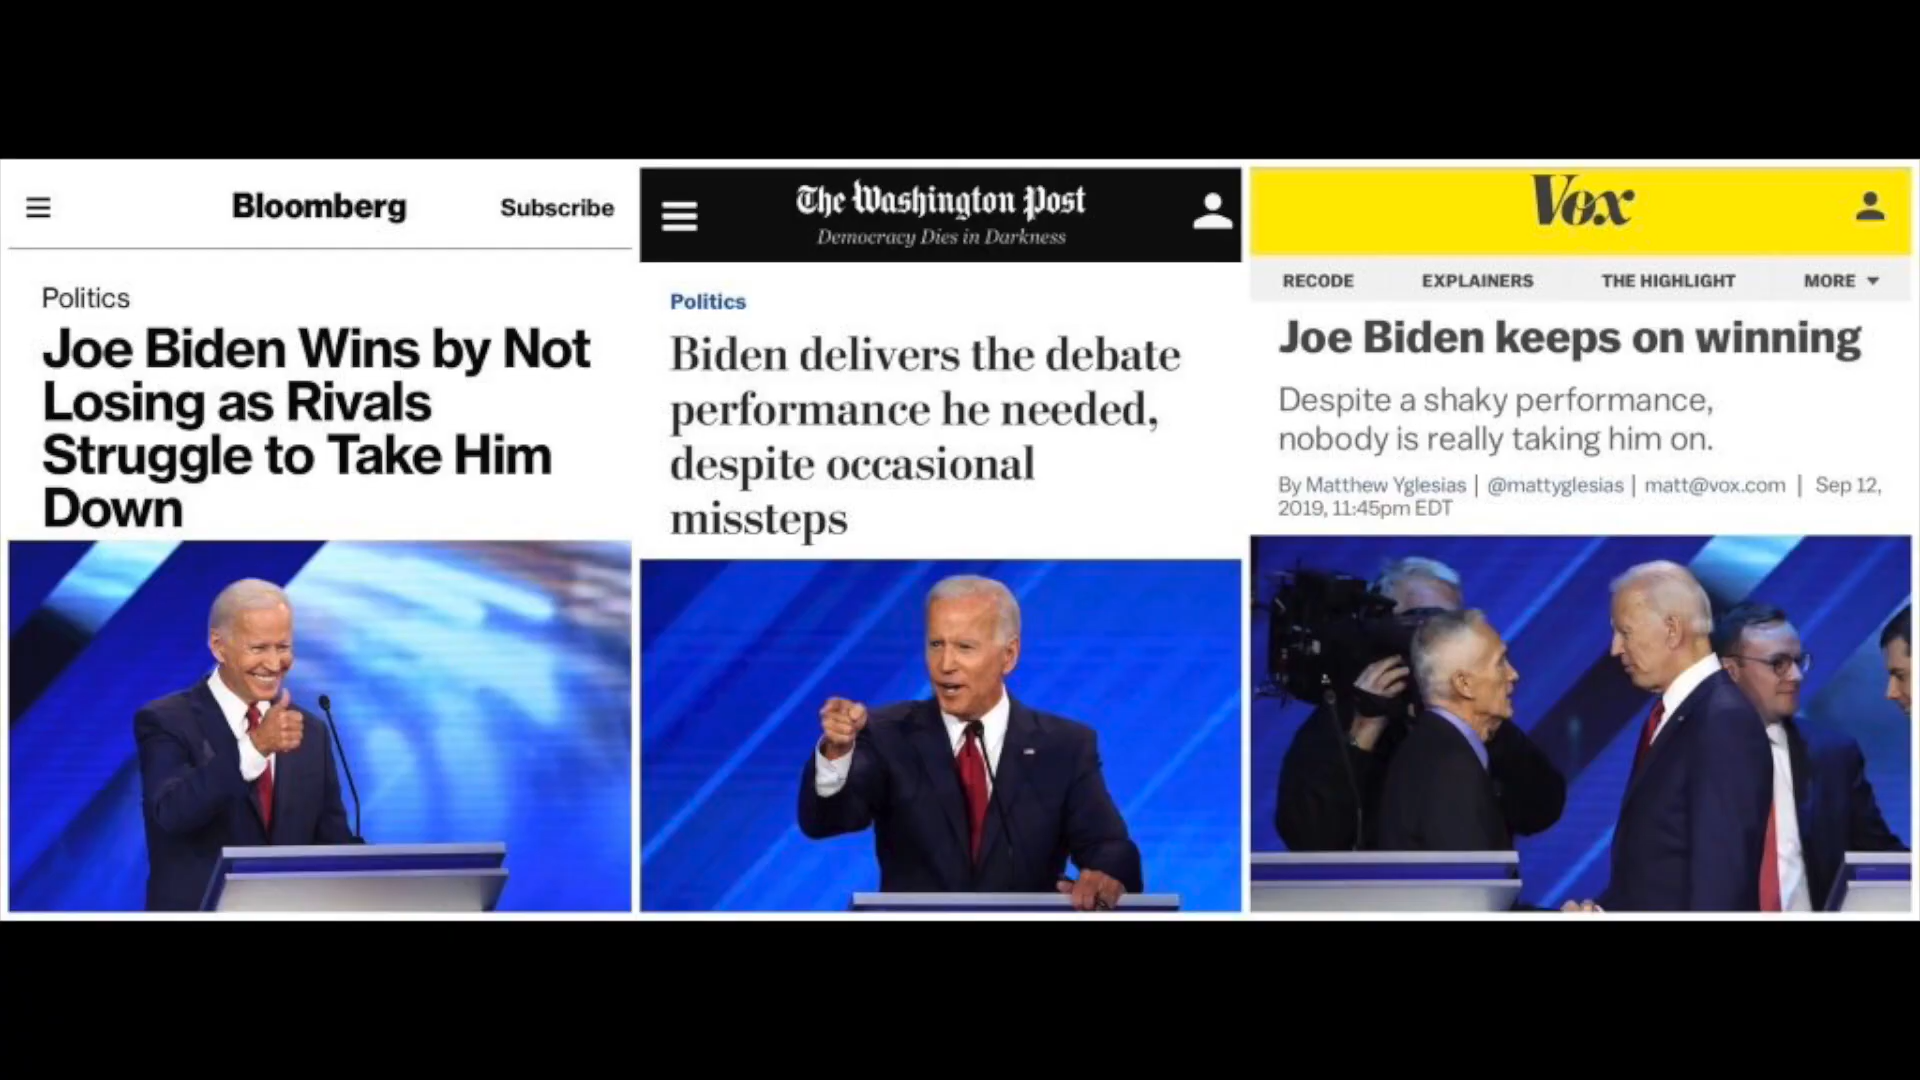 Bloomberg
Subscribe
Politics
Joe Biden Wins by Not
Losing as Rivals
Struggle to Take Him
Down
The Washington Post
Democracy Dies in Darkness
Politics
Biden delivers the debate
performance he needed,
despite occasional
missteps
Vox
RECODE EXPLAINERS THE HIGHLIGHT MORE
Joe Biden keeps on winning
Despite a shaky performance,
nobody is really taking him on.
By Matthew Yglesias | @mattyglesias | matt@vox.com | Sep 12,
2019, 11:45pm EDT